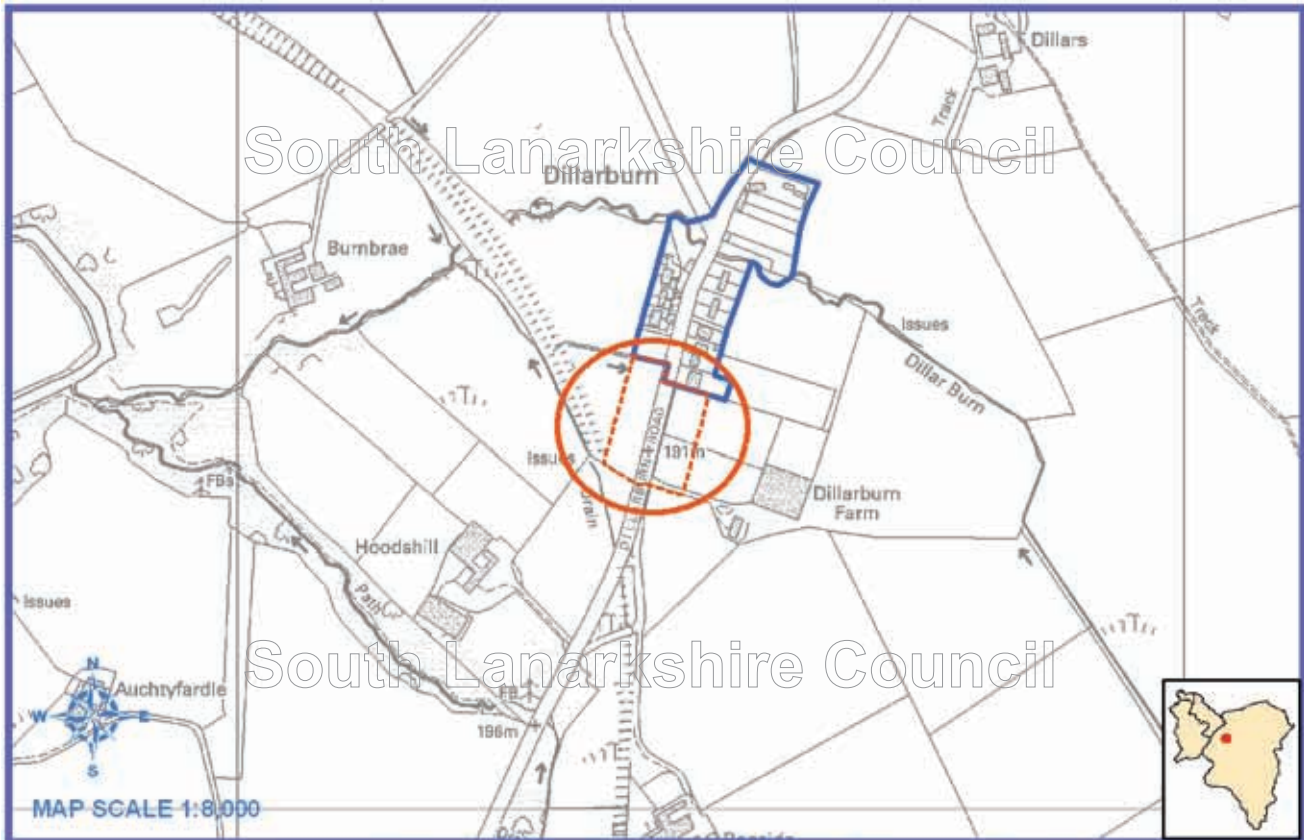 Dillars
Track
South Lanarkshire Council
Dillarburn
Burnbrae
Track
Issues
Dillar Burn
191m
Issues
FBs
Drain
Dillarburn
Farm
Hoodshill
Path
Issues
South Lanarkshire Council
N
W
E
S
Auchtyfardle
FB
196m
MAP SCALE 1:8,000